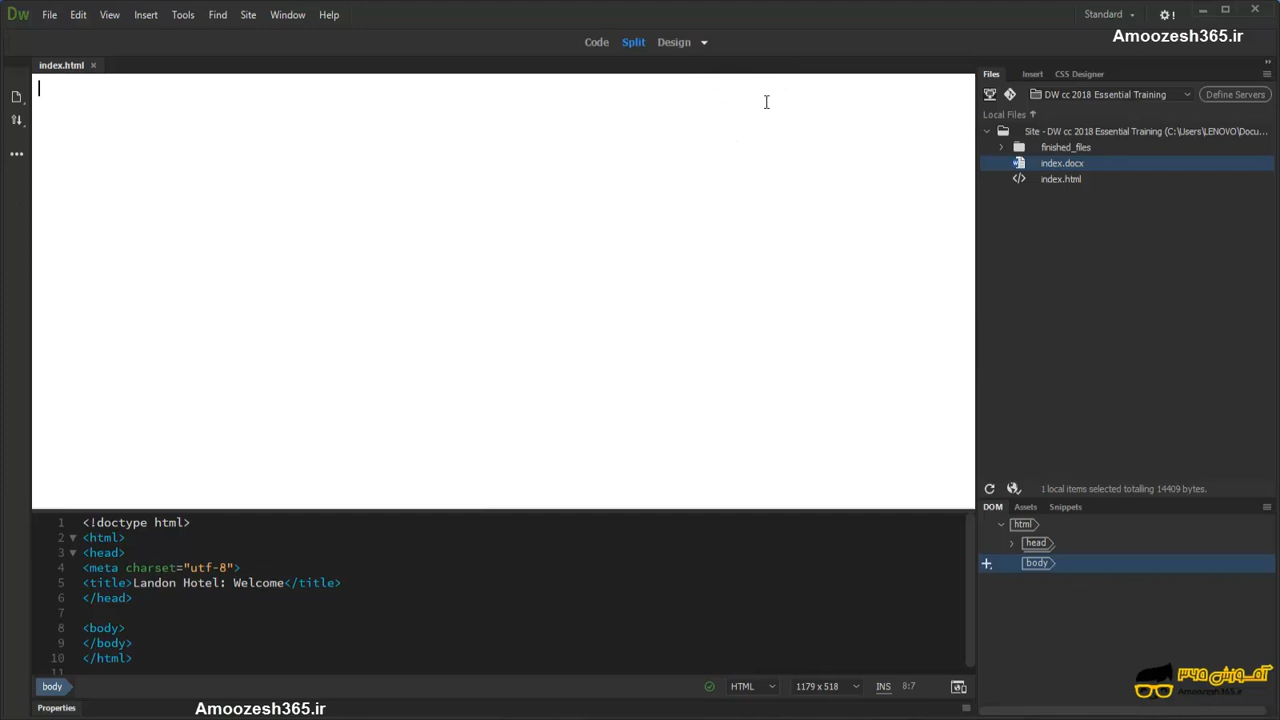 Dw File Edit View Insert Tools Find Site Window Help Standard
Amoozesh365.ir
Code Split Design
index.html ×
Files Insert CSS Designer
DW cc 2018 Essential Training Define Servers
Local Files
Site - DW cc 2018 Essential Training (C:\Users\LENOVO\Docu...
finished_files
index.docx
index.html
1 local items selected totalling 14409 bytes.
DOM Assets Snippets
html
head
body
1 <!doctype html>
2 <html>
3 <head>
4 <meta charset="utf-8">
5 <title>Landon Hotel: Welcome</title>
6 </head>
7
8 <body>
9 </body>
10 </html>
11
body HTML 1179 x 518 INS 8:7
آموزش ۳۶۵
Amoozesh365.ir
Properties
Amoozesh365.ir